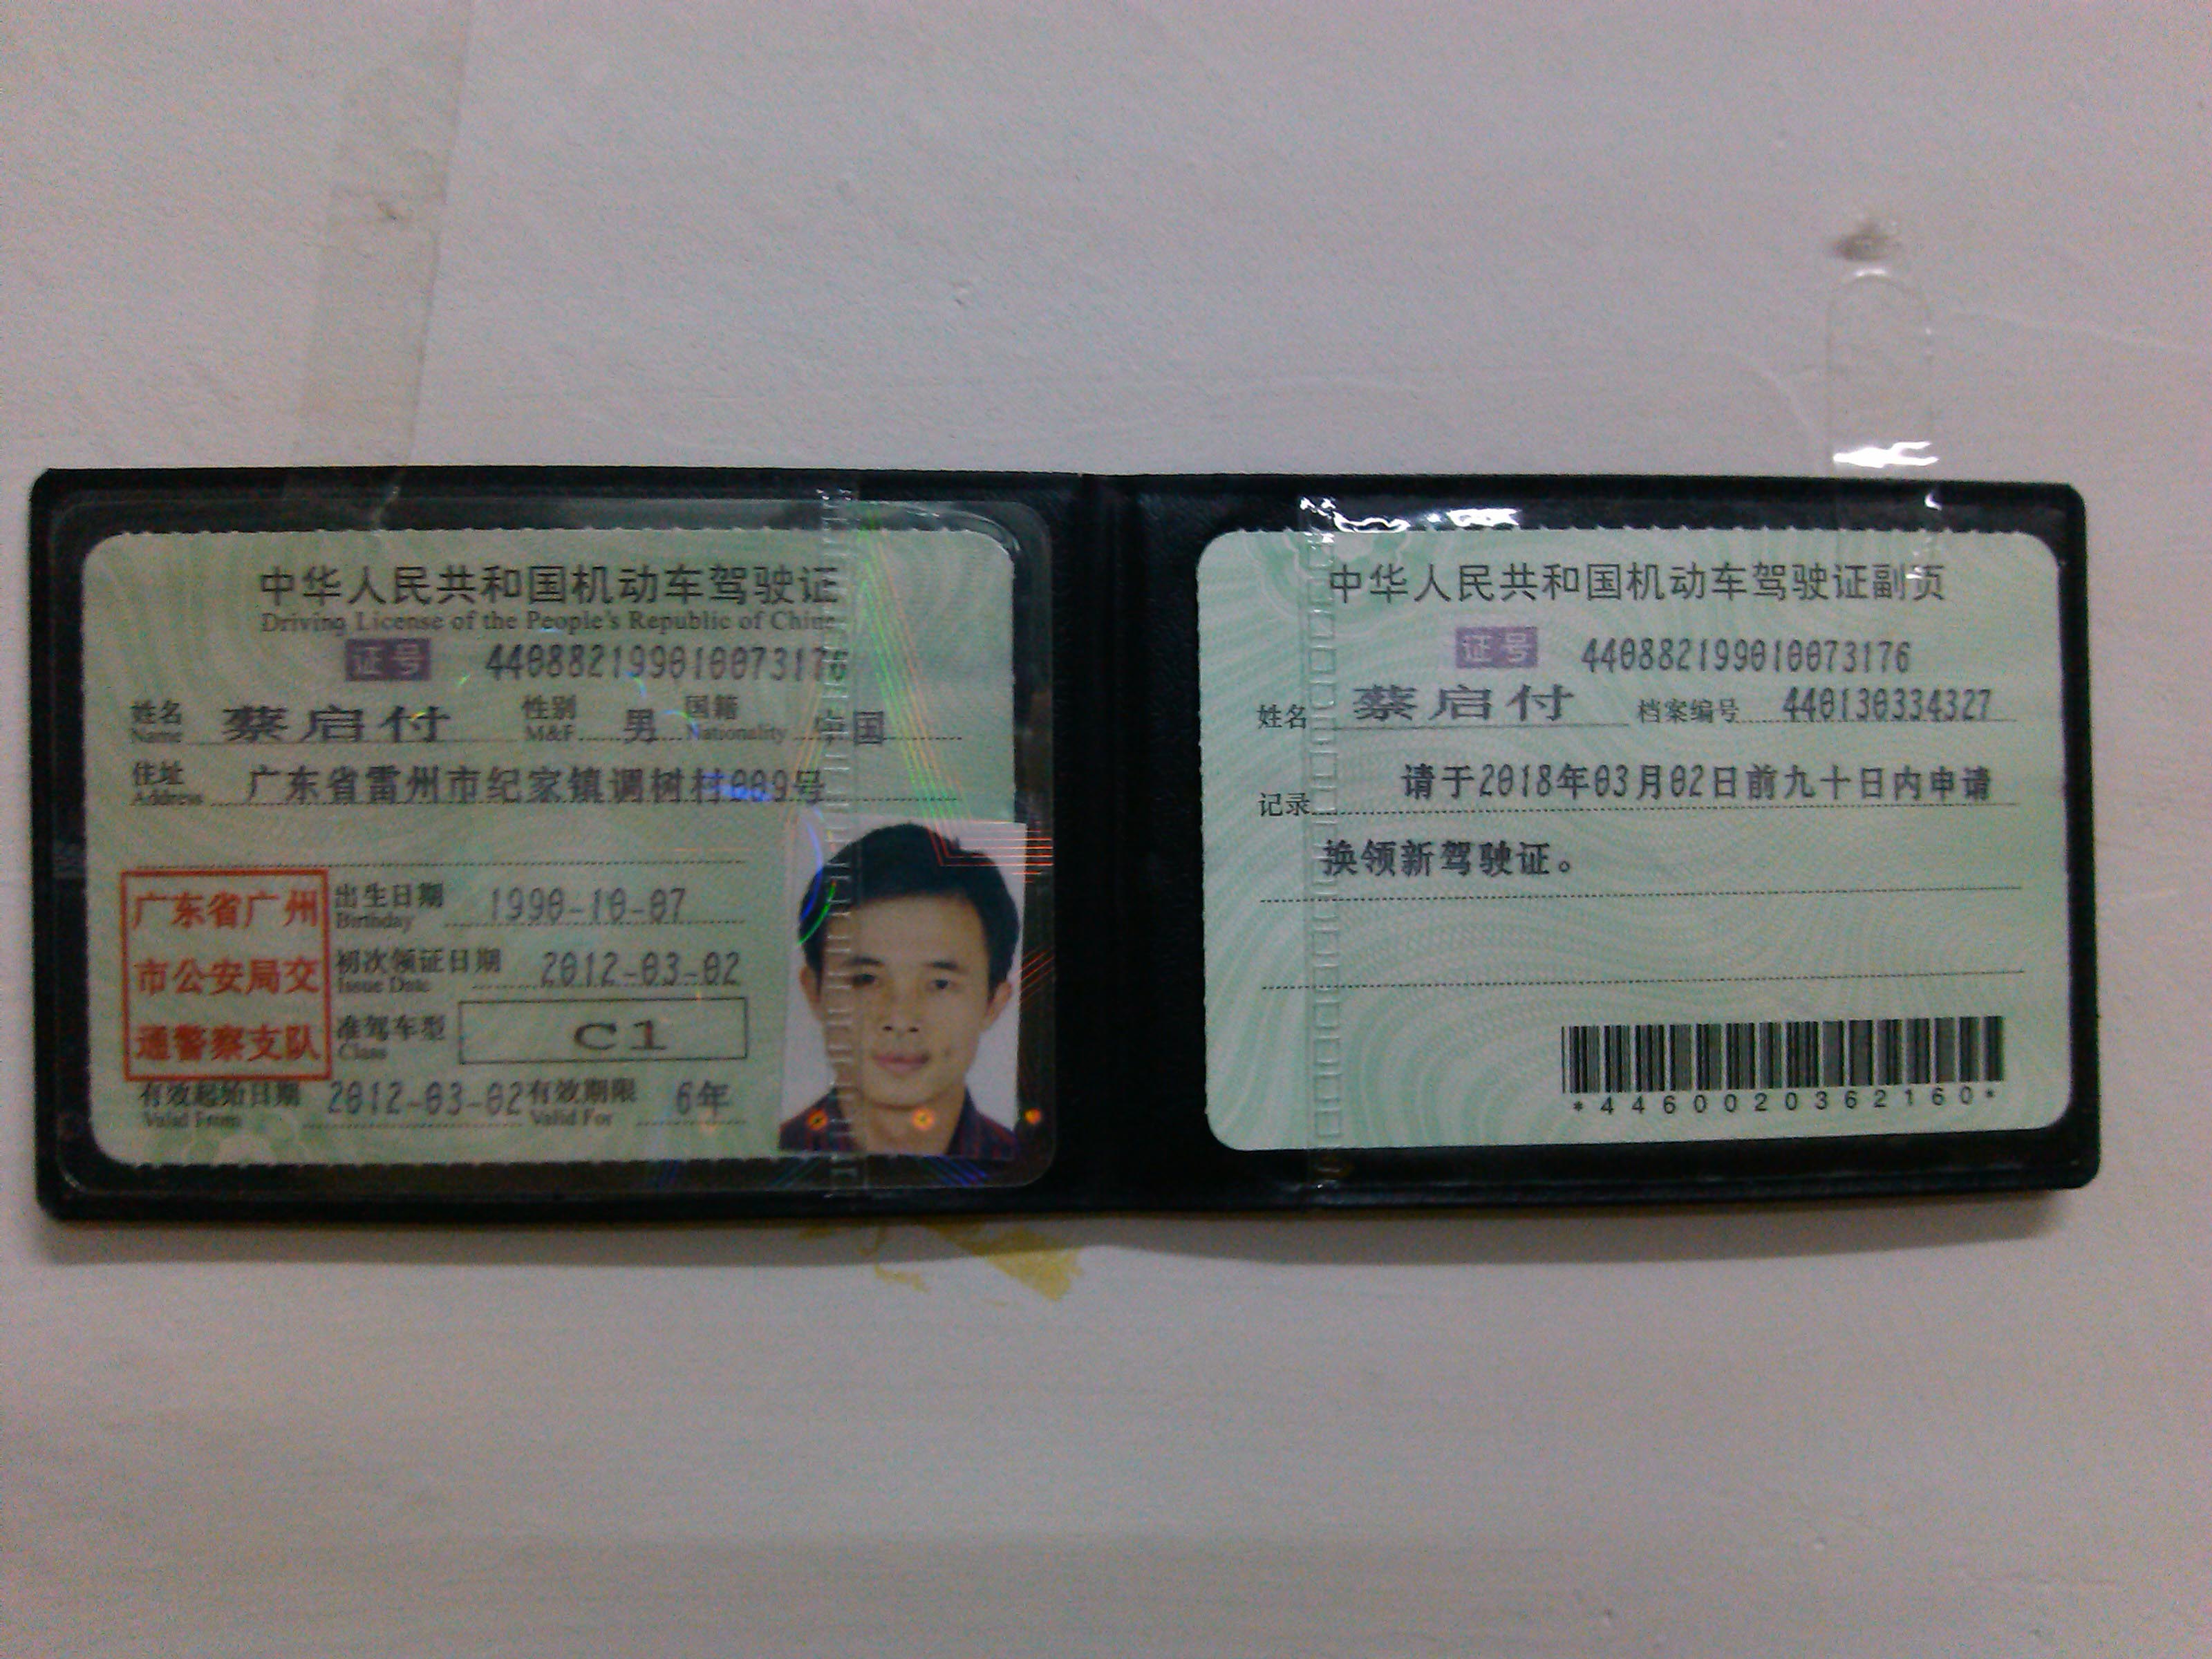 中华人民共和国机动车驾驶证
Driving License of the People's Republic of China
证号 440882199010073176
姓名 蔡启付 性别 男 国籍 中国
Name M&F Nationality
住址 广东省雷州市纪家镇调树村009号
Address
广东省广州
市公安局交
通警察支队
出生日期 1990-10-07
Birthday
初次领证日期 2012-03-02
Issue Date
准驾车型 C1
Class
有效起始日期 2012-03-02 有效期限 6年
Valid From Valid For
中华人民共和国机动车驾驶证副页
证号 440882199010073176
姓名 蔡启付 档案编号 440130334327
记录 请于2018年03月02日前九十日内申请
换领新驾驶证。
*4460020362160*